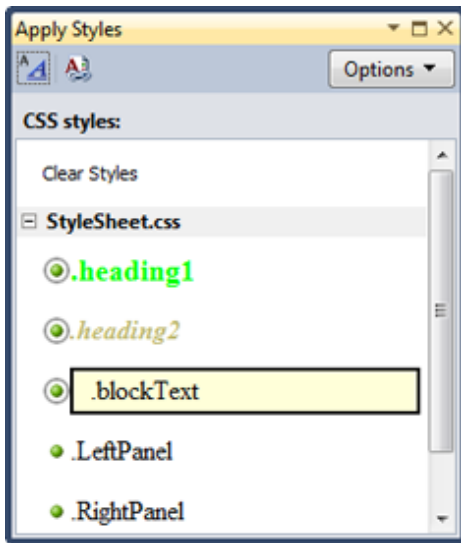 Apply Styles
Options
CSS styles:
Clear Styles
StyleSheet.css
.heading1
.heading2
.blockText
.LeftPanel
.RightPanel